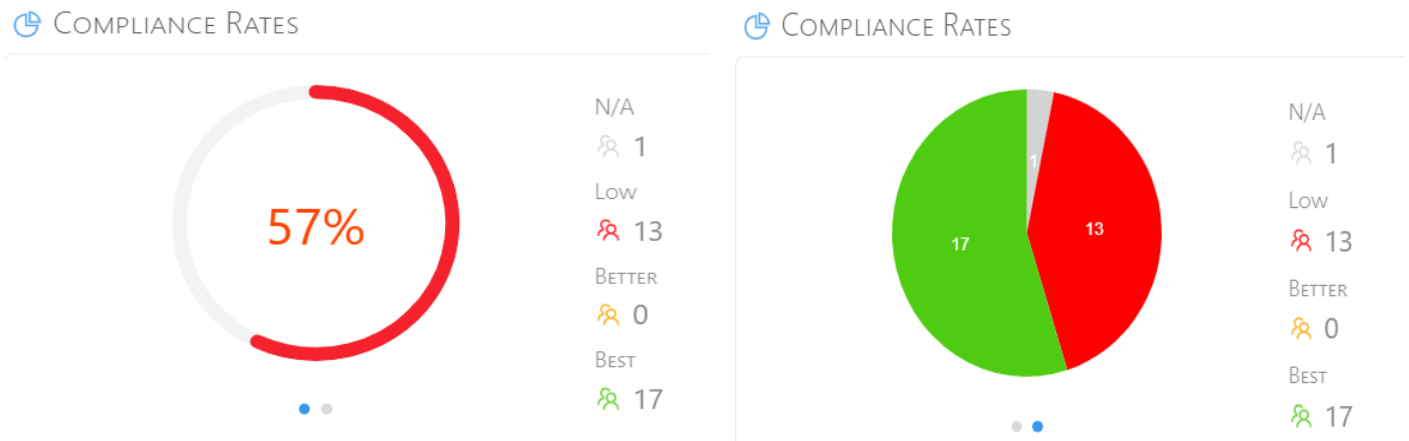 Compliance Rates
57%
N/A
1
Low
13
Better
0
Best
17
Compliance Rates
1
13
17
N/A
1
Low
13
Better
0
Best
17